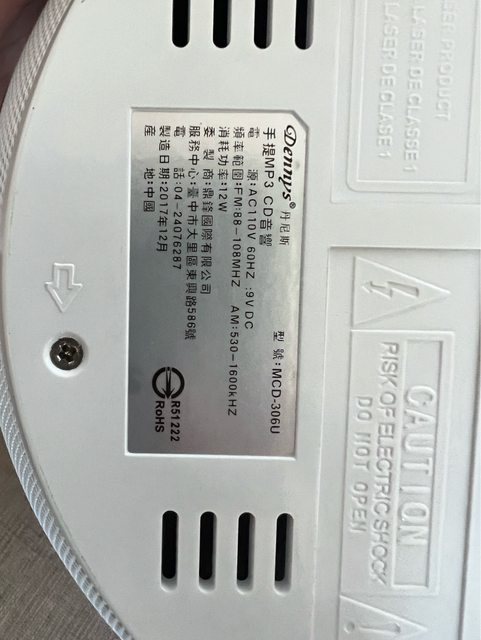 Dennys® 丹尼斯
手提MP3 CD音響 型 號:MCD-306U
電 源:AC110V 60HZ :9V DC
頻率範圍:FM:88-108MHZ AM:530-1600kHZ
消耗功率:12W
委 製 商:鼎鋒國際有限公司
服務中心:臺中市大里區東興路586號
電 話:04-24076287
製造日期:2017年12月
產 地:中國
R51222
RoHS
LASER PRODUCT
LASER DE CLASSE 1
LASER DE CLASE 1
CAUTION
RISK OF ELECTRIC SHOCK
DO NOT OPEN